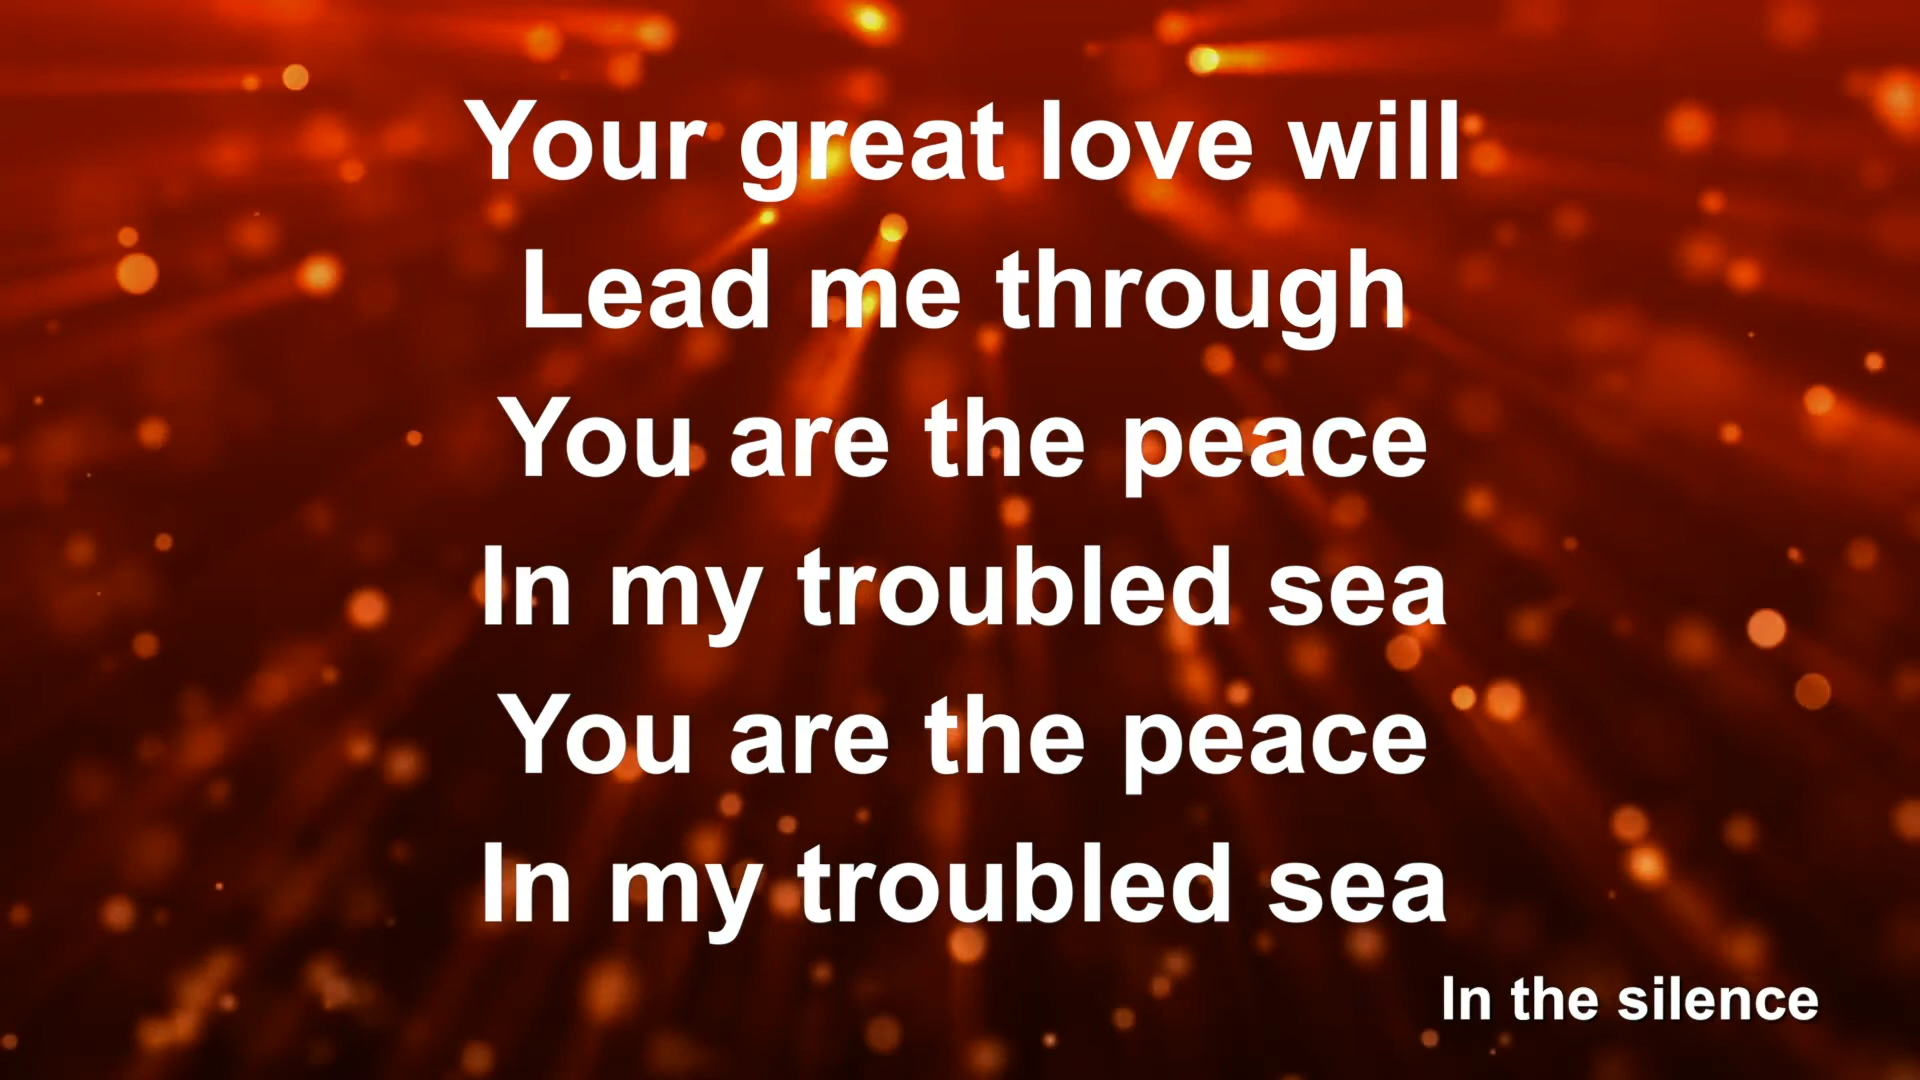 Your great love will
Lead me through
You are the peace
In my troubled sea
You are the peace
In my troubled sea
In the silence